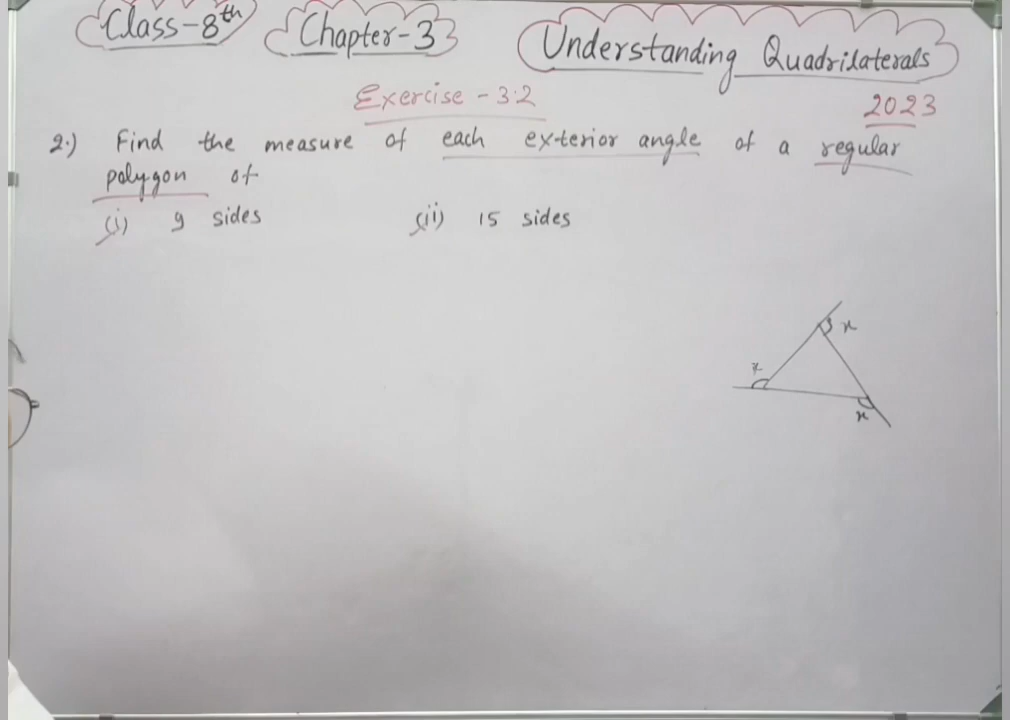 Class-8th Chapter-3 Understanding Quadrilaterals
Exercise - 3.2 2023
2.) Find the measure of each exterior angle of a regular
polygon of
(i) 9 sides (ii) 15 sides
x
x
x